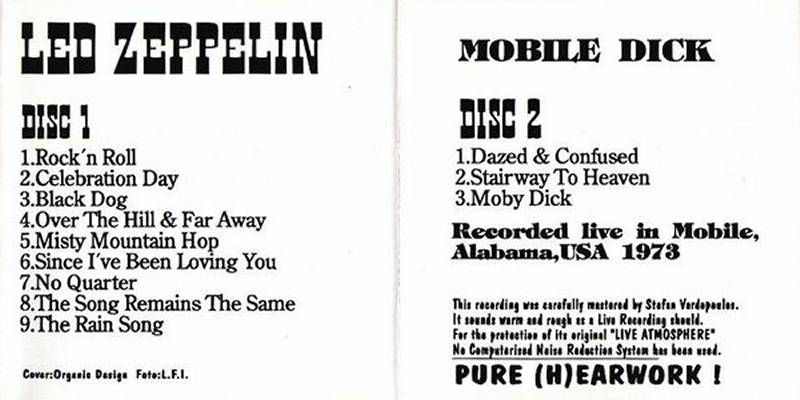 LED ZEPPELIN
DISC 1
1.Rock´n Roll
2.Celebration Day
3.Black Dog
4.Over The Hill & Far Away
5.Misty Mountain Hop
6.Since I´ve Been Loving You
7.No Quarter
8.The Song Remains The Same
9.The Rain Song
Cover:Organic Design Foto:L.F.I.
MOBILE DICK
DISC 2
1.Dazed & Confused
2.Stairway To Heaven
3.Moby Dick
Recorded live in Mobile,
Alabama,USA 1973
This recording was carefully mastered by Stefan Vardopoulos.
It sounds warm and rough as a Live Recording should.
For the protection of its original "LIVE ATMOSPHERE"
No Computerised Noise Reduction System has been used.
PURE (H)EARWORK !